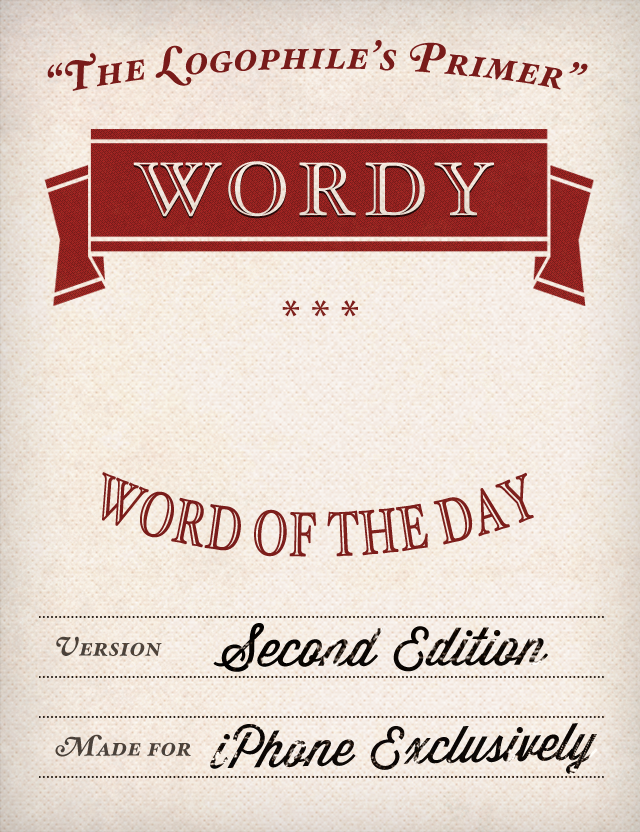 “The Logophile’s Primer”
WORDY
* * *
WORD OF THE DAY
Version Second Edition
Made for iPhone Exclusively